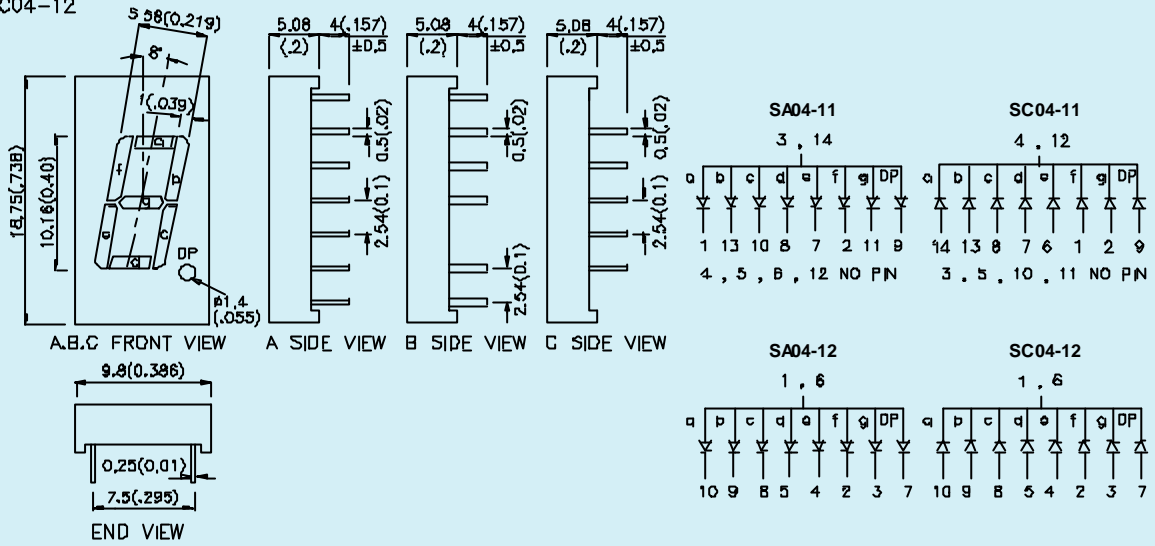 C04-12
5.58(0.219)
8°
1(.039)
18.75(.738)
10.16(0.40)
a
f
b
g
e
c
d
DP
ø1.4
(.055)
A.B.C FRONT VIEW
5.08 4(.157)
(.2) ±0.5
0.5(.02)
2.54(0.1)
A SIDE VIEW
5.08 4(.157)
(.2) ±0.5
0.5(.02)
2.54(0.1)
B SIDE VIEW
5.08 4(.157)
(.2) ±0.5
0.5(.02)
2.54(0.1)
C SIDE VIEW
9.8(0.386)
0.25(0.01)
7.5(.295)
END VIEW
SA04-11
3 , 14
a b c d e f g DP
1 13 10 8 7 2 11 9
4 , 5 , 6 , 12 NO PIN
SC04-11
4 . 12
a b c d e f g DP
14 13 8 7 6 1 2 9
3 . 5 . 10 . 11 NO PIN
SA04-12
1 , 6
a b c d e f g DP
10 9 8 5 4 2 3 7
SC04-12
1 , 6
a b c d e f g DP
10 9 8 5 4 2 3 7